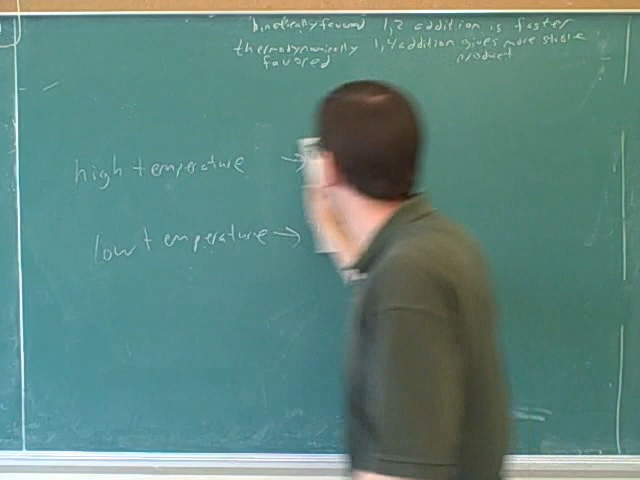 kinetically favored 1,2 addition is faster
thermodynamically 1,4 addition gives more stable
favored product
high temperature →
low temperature →